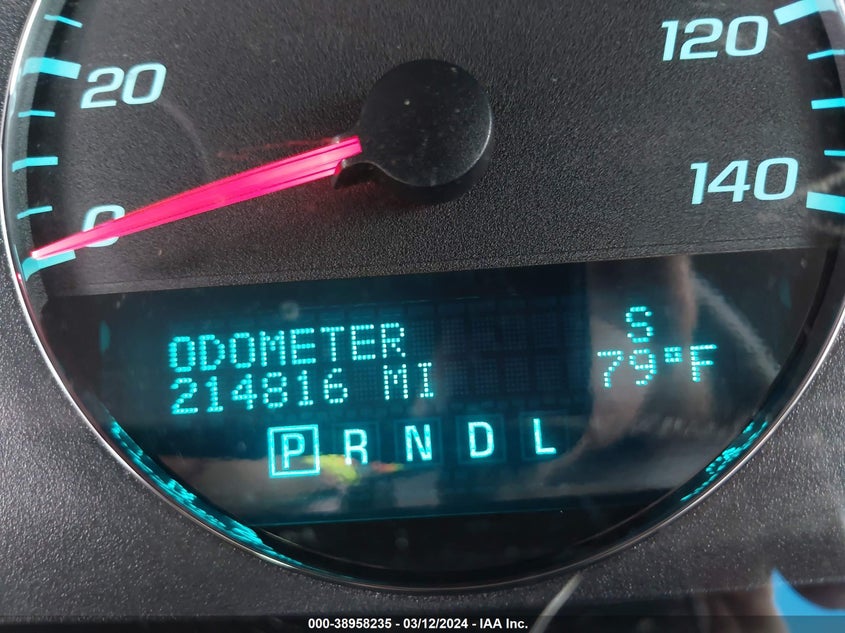 20
120
0
140
ODOMETER
S
214816 MI
79°F
P R N D L
000-38958235 - 03/12/2024 - IAA Inc.